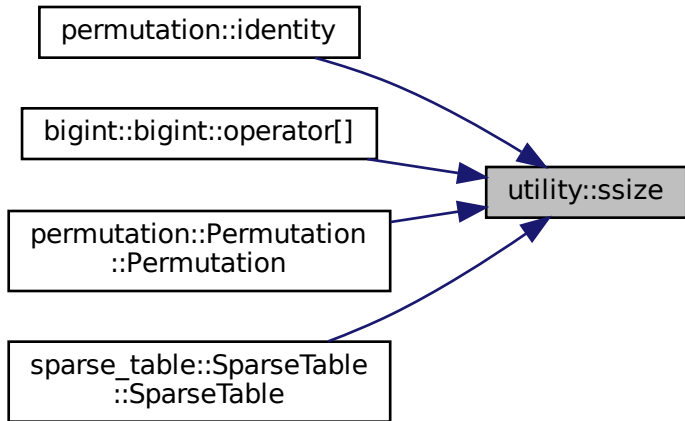 permutation::identity
bigint::bigint::operator[]
utility::ssize
permutation::Permutation
::Permutation
sparse_table::SparseTable
::SparseTable